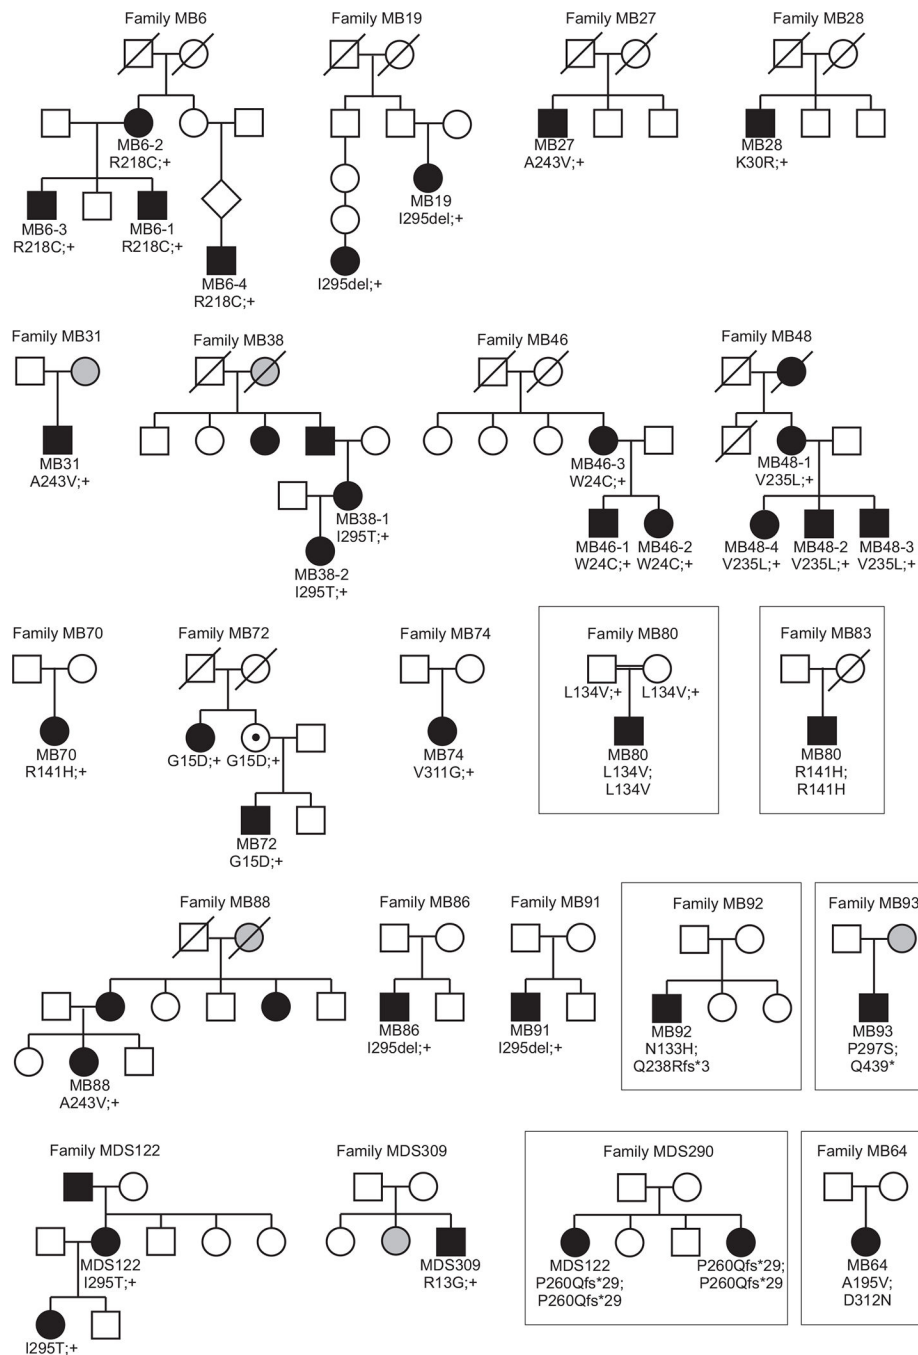 Family MB6
MB6-2
R218C;+
MB6-3
R218C;+
MB6-1
R218C;+
MB6-4
R218C;+
Family MB19
MB19
I295del;+
I295del;+
Family MB27
MB27
A243V;+
Family MB28
MB28
K30R;+
Family MB31
MB31
A243V;+
Family MB38
MB38-1
I295T;+
MB38-2
I295T;+
Family MB46
MB46-3
W24C;+
MB46-1
W24C;+
MB46-2
W24C;+
Family MB48
MB48-1
V235L;+
MB48-4
V235L;+
MB48-2
V235L;+
MB48-3
V235L;+
Family MB70
MB70
R141H;+
Family MB72
G15D;+
G15D;+
MB72
G15D;+
Family MB74
MB74
V311G;+
Family MB80
L134V;+
L134V;+
MB80
L134V;
L134V
Family MB83
MB80
R141H;
R141H
Family MB88
MB88
A243V;+
Family MB86
MB86
I295del;+
Family MB91
MB91
I295del;+
Family MB92
MB92
N133H;
Q238Rfs*3
Family MB93
MB93
P297S;
Q439*
Family MDS122
MDS122
I295T;+
I295T;+
Family MDS309
MDS309
R13G;+
Family MDS290
MDS122
P260Qfs*29;
P260Qfs*29
P260Qfs*29;
P260Qfs*29
Family MB64
MB64
A195V;
D312N